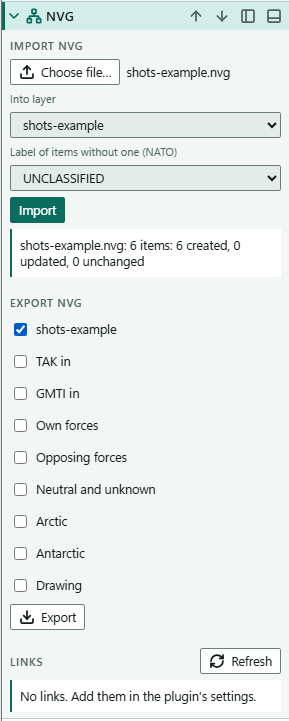 NVG
IMPORT NVG
Choose file... shots-example.nvg
Into layer
shots-example
Label of items without one (NATO)
UNCLASSIFIED
Import
shots-example.nvg: 6 items: 6 created, 0
updated, 0 unchanged
EXPORT NVG
shots-example
TAK in
GMTI in
Own forces
Opposing forces
Neutral and unknown
Arctic
Antarctic
Drawing
Export
LINKS Refresh
No links. Add them in the plugin's settings.